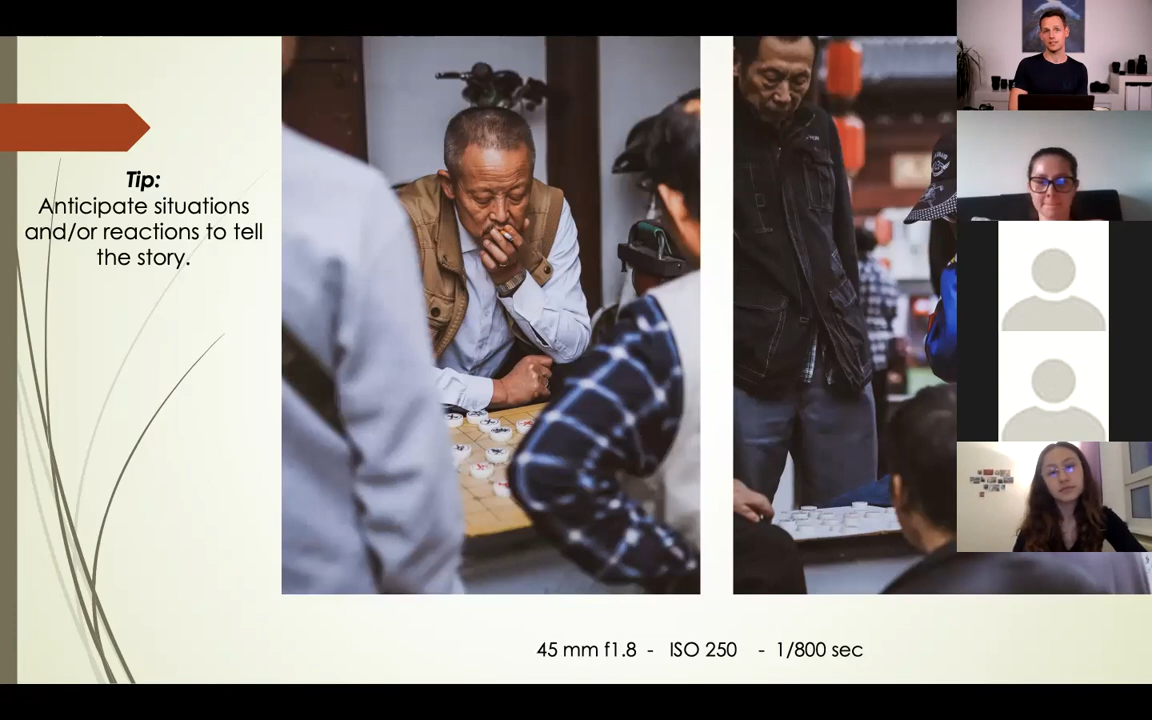 Tip:
Anticipate situations
and/or reactions to tell
the story.
45 mm f1.8 - ISO 250 - 1/800 sec